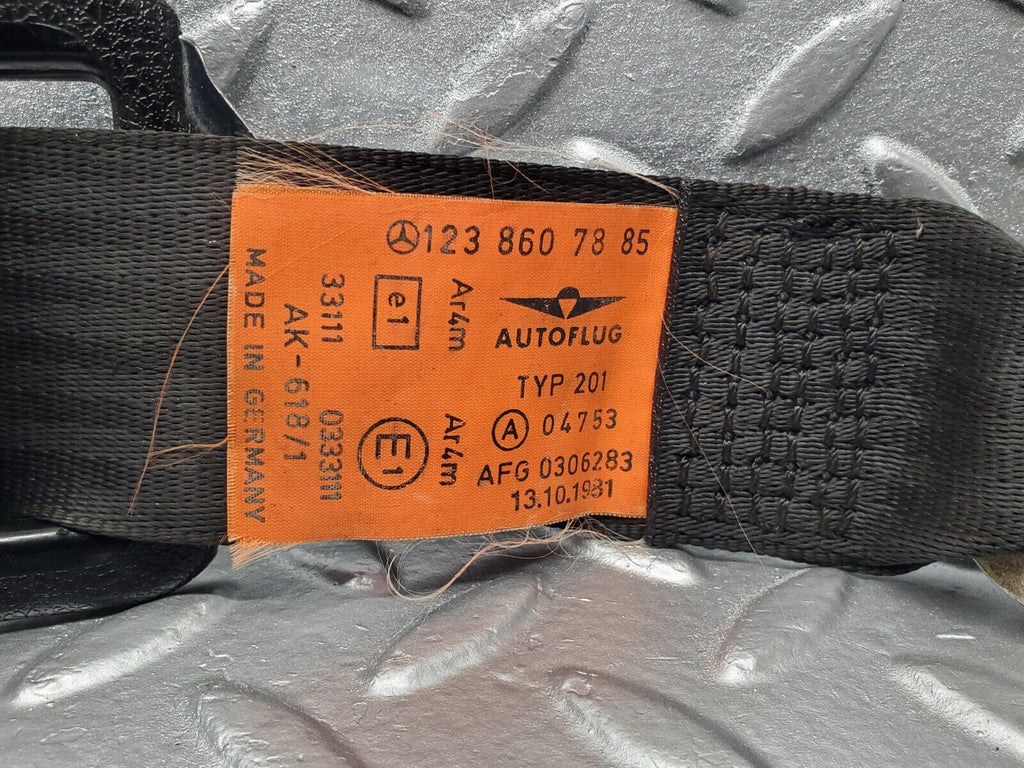 123 860 78 85
AUTOFLUG
TYP 201
A 04753
AFG 0306283
13.10.1981
e1
Ar4m
33111
E1
Ar4m
033311
AK-618/1
MADE IN GERMANY